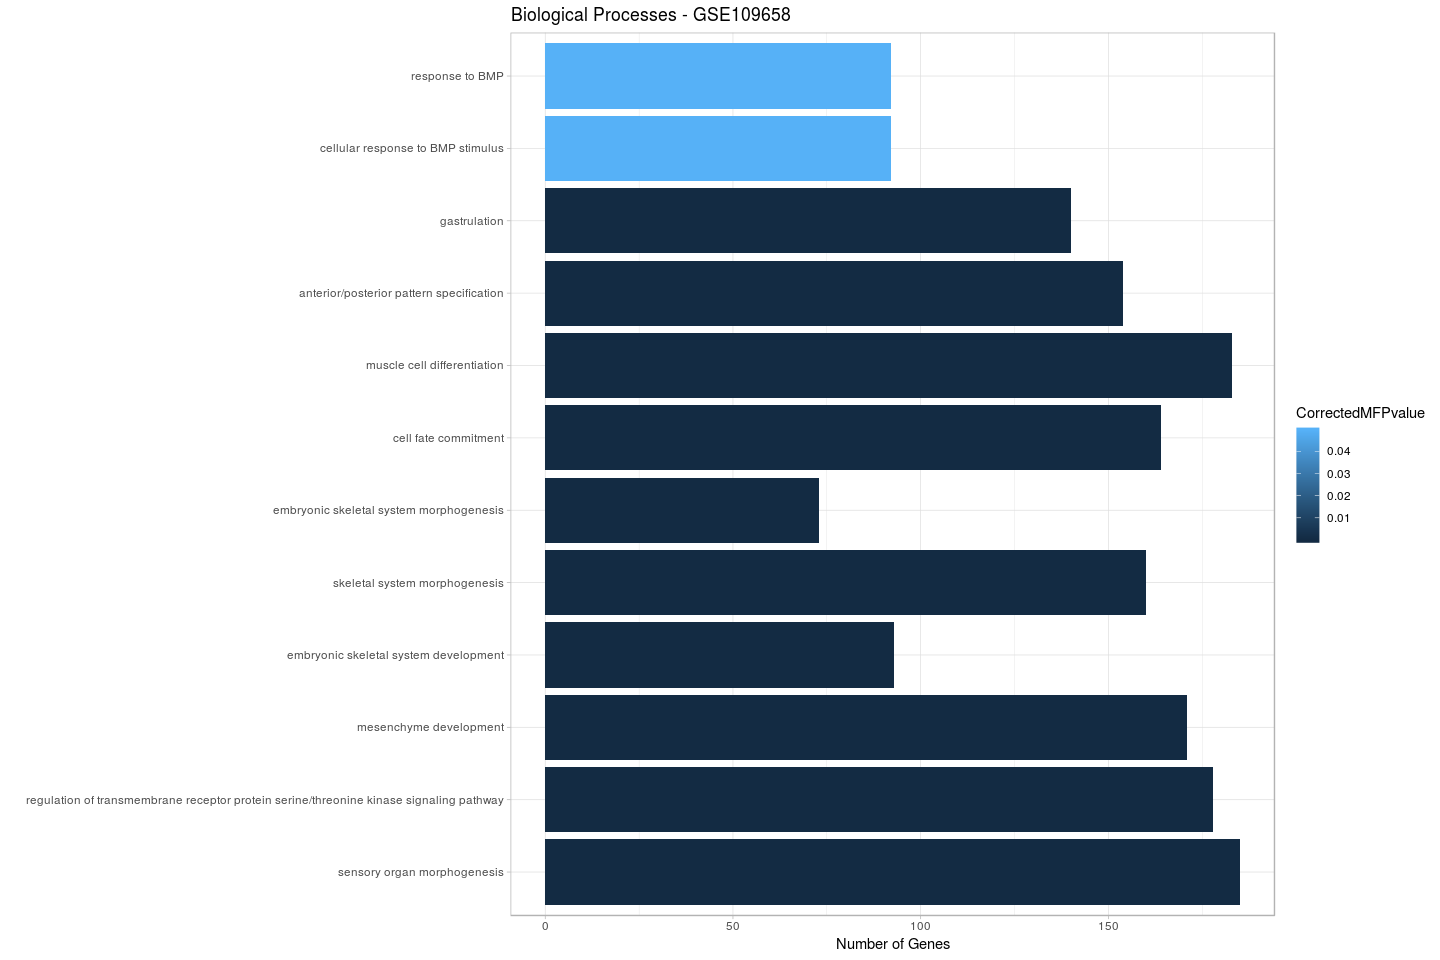 Biological Processes - GSE109658
response to BMP
cellular response to BMP stimulus
gastrulation
anterior/posterior pattern specification
muscle cell differentiation
cell fate commitment
embryonic skeletal system morphogenesis
skeletal system morphogenesis
embryonic skeletal system development
mesenchyme development
regulation of transmembrane receptor protein serine/threonine kinase signaling pathway
sensory organ morphogenesis
0 50 100 150
Number of Genes
CorrectedMFPvalue
0.04
0.03
0.02
0.01